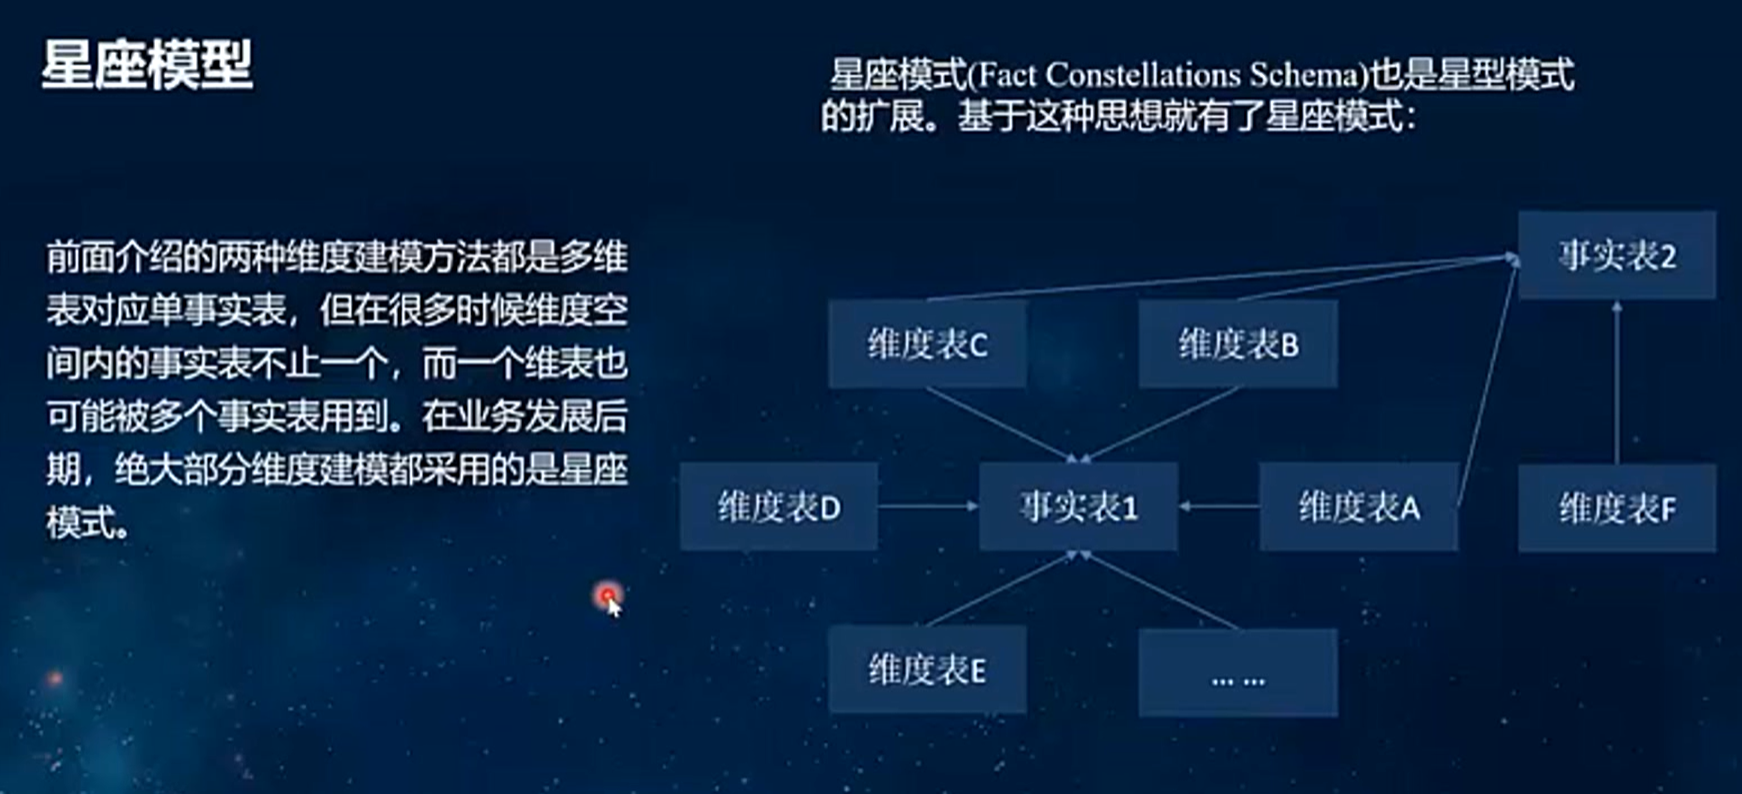 星座模型
星座模式(Fact Constellations Schema)也是星型模式
的扩展。基于这种思想就有了星座模式：
前面介绍的两种维度建模方法都是多维
表对应单事实表，但在很多时候维度空
间内的事实表不止一个，而一个维表也
可能被多个事实表用到。在业务发展后
期，绝大部分维度建模都采用的是星座
模式。
事实表2
维度表C
维度表B
维度表D
事实表1
维度表A
维度表F
维度表E
... ...